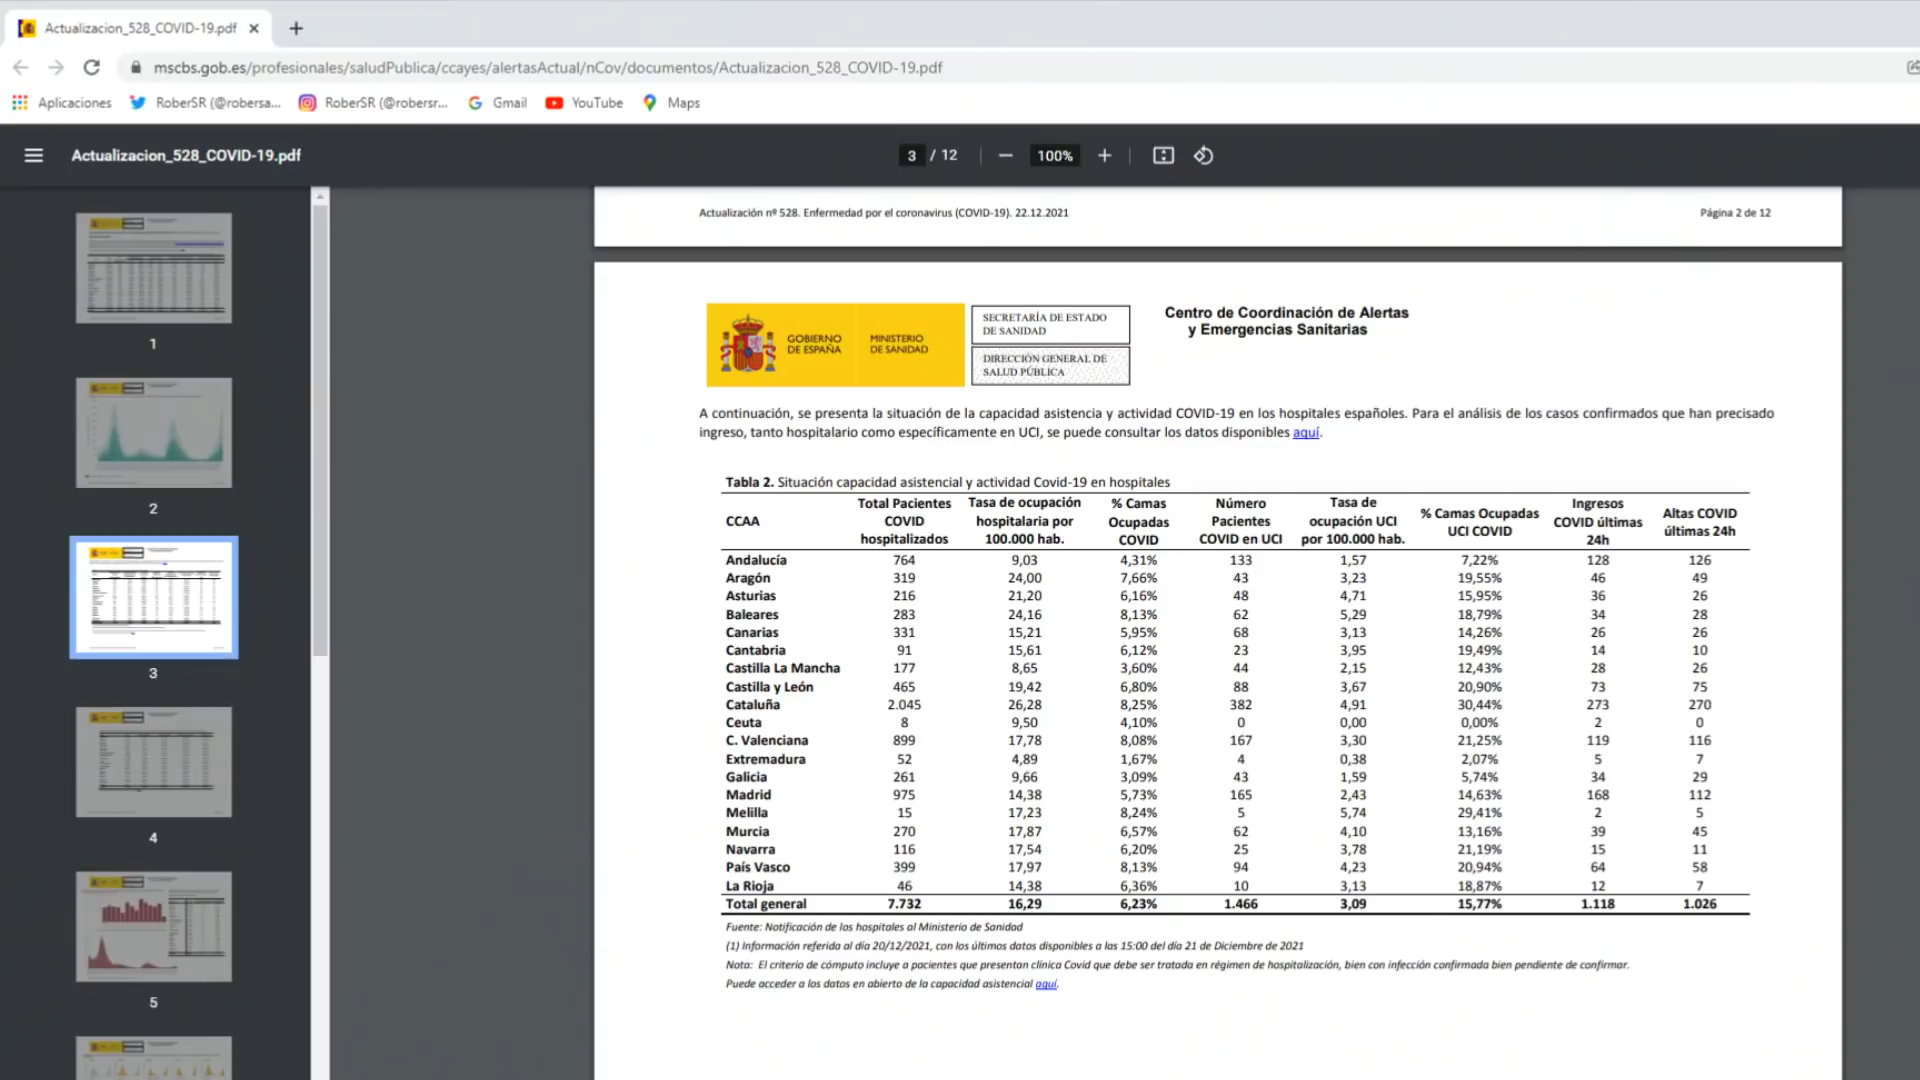 Actualizacion_528_COVID-19.pdf
mscbs.gob.es/profesionales/saludPublica/ccayes/alertasActual/nCov/documentos/Actualizacion_528_COVID-19.pdf
Aplicaciones RoberSR (@robersa... RoberSR (@robersr... Gmail YouTube Maps
Actualizacion_528_COVID-19.pdf 3 / 12 100%
1
2
3
4
5
Actualización nº 528. Enfermedad por el coronavirus (COVID-19). 22.12.2021 Página 2 de 12
GOBIERNO DE ESPAÑA
MINISTERIO DE SANIDAD
SECRETARÍA DE ESTADO
DE SANIDAD
DIRECCIÓN GENERAL DE
SALUD PÚBLICA
Centro de Coordinación de Alertas
y Emergencias Sanitarias
A continuación, se presenta la situación de la capacidad asistencia y actividad COVID-19 en los hospitales españoles. Para el análisis de los casos confirmados que han precisado
ingreso, tanto hospitalario como específicamente en UCI, se puede consultar los datos disponibles aquí.
Tabla 2. Situación capacidad asistencial y actividad Covid-19 en hospitales
CCAA
Total Pacientes COVID hospitalizados
Tasa de ocupación hospitalaria por 100.000 hab.
% Camas Ocupadas COVID
Número Pacientes COVID en UCI
Tasa de ocupación UCI por 100.000 hab.
% Camas Ocupadas UCI COVID
Ingresos COVID últimas 24h
Altas COVID últimas 24h
Andalucía 764 9,03 4,31% 133 1,57 7,22% 128 126
Aragón 319 24,00 7,66% 43 3,23 19,55% 46 49
Asturias 216 21,20 6,16% 48 4,71 15,95% 36 26
Baleares 283 24,16 8,13% 62 5,29 18,79% 34 28
Canarias 331 15,21 5,95% 68 3,13 14,26% 26 26
Cantabria 91 15,61 6,12% 23 3,95 19,49% 14 10
Castilla La Mancha 177 8,65 3,60% 44 2,15 12,43% 28 26
Castilla y León 465 19,42 6,80% 88 3,67 20,90% 73 75
Cataluña 2.045 26,28 8,25% 382 4,91 30,44% 273 270
Ceuta 8 9,50 4,10% 0 0,00 0,00% 2 0
C. Valenciana 899 17,78 8,08% 167 3,30 21,25% 119 116
Extremadura 52 4,89 1,67% 4 0,38 2,07% 5 7
Galicia 261 9,66 3,09% 43 1,59 5,74% 34 29
Madrid 975 14,38 5,73% 165 2,43 14,63% 168 112
Melilla 15 17,23 8,24% 5 5,74 29,41% 2 5
Murcia 270 17,87 6,57% 62 4,10 13,16% 39 45
Navarra 116 17,54 6,20% 25 3,78 21,19% 15 11
País Vasco 399 17,97 8,13% 94 4,23 20,94% 64 58
La Rioja 46 14,38 6,36% 10 3,13 18,87% 12 7
Total general 7.732 16,29 6,23% 1.466 3,09 15,77% 1.118 1.026
Fuente: Notificación de los hospitales al Ministerio de Sanidad
(1) Información referida al día 20/12/2021, con los últimos datos disponibles a las 15:00 del día 21 de Diciembre de 2021
Nota: El criterio de cómputo incluye a pacientes que presentan clínica Covid que debe ser tratada en régimen de hospitalización, bien con infección confirmada bien pendiente de confirmar.
Puede acceder a los datos en abierto de la capacidad asistencial aquí.